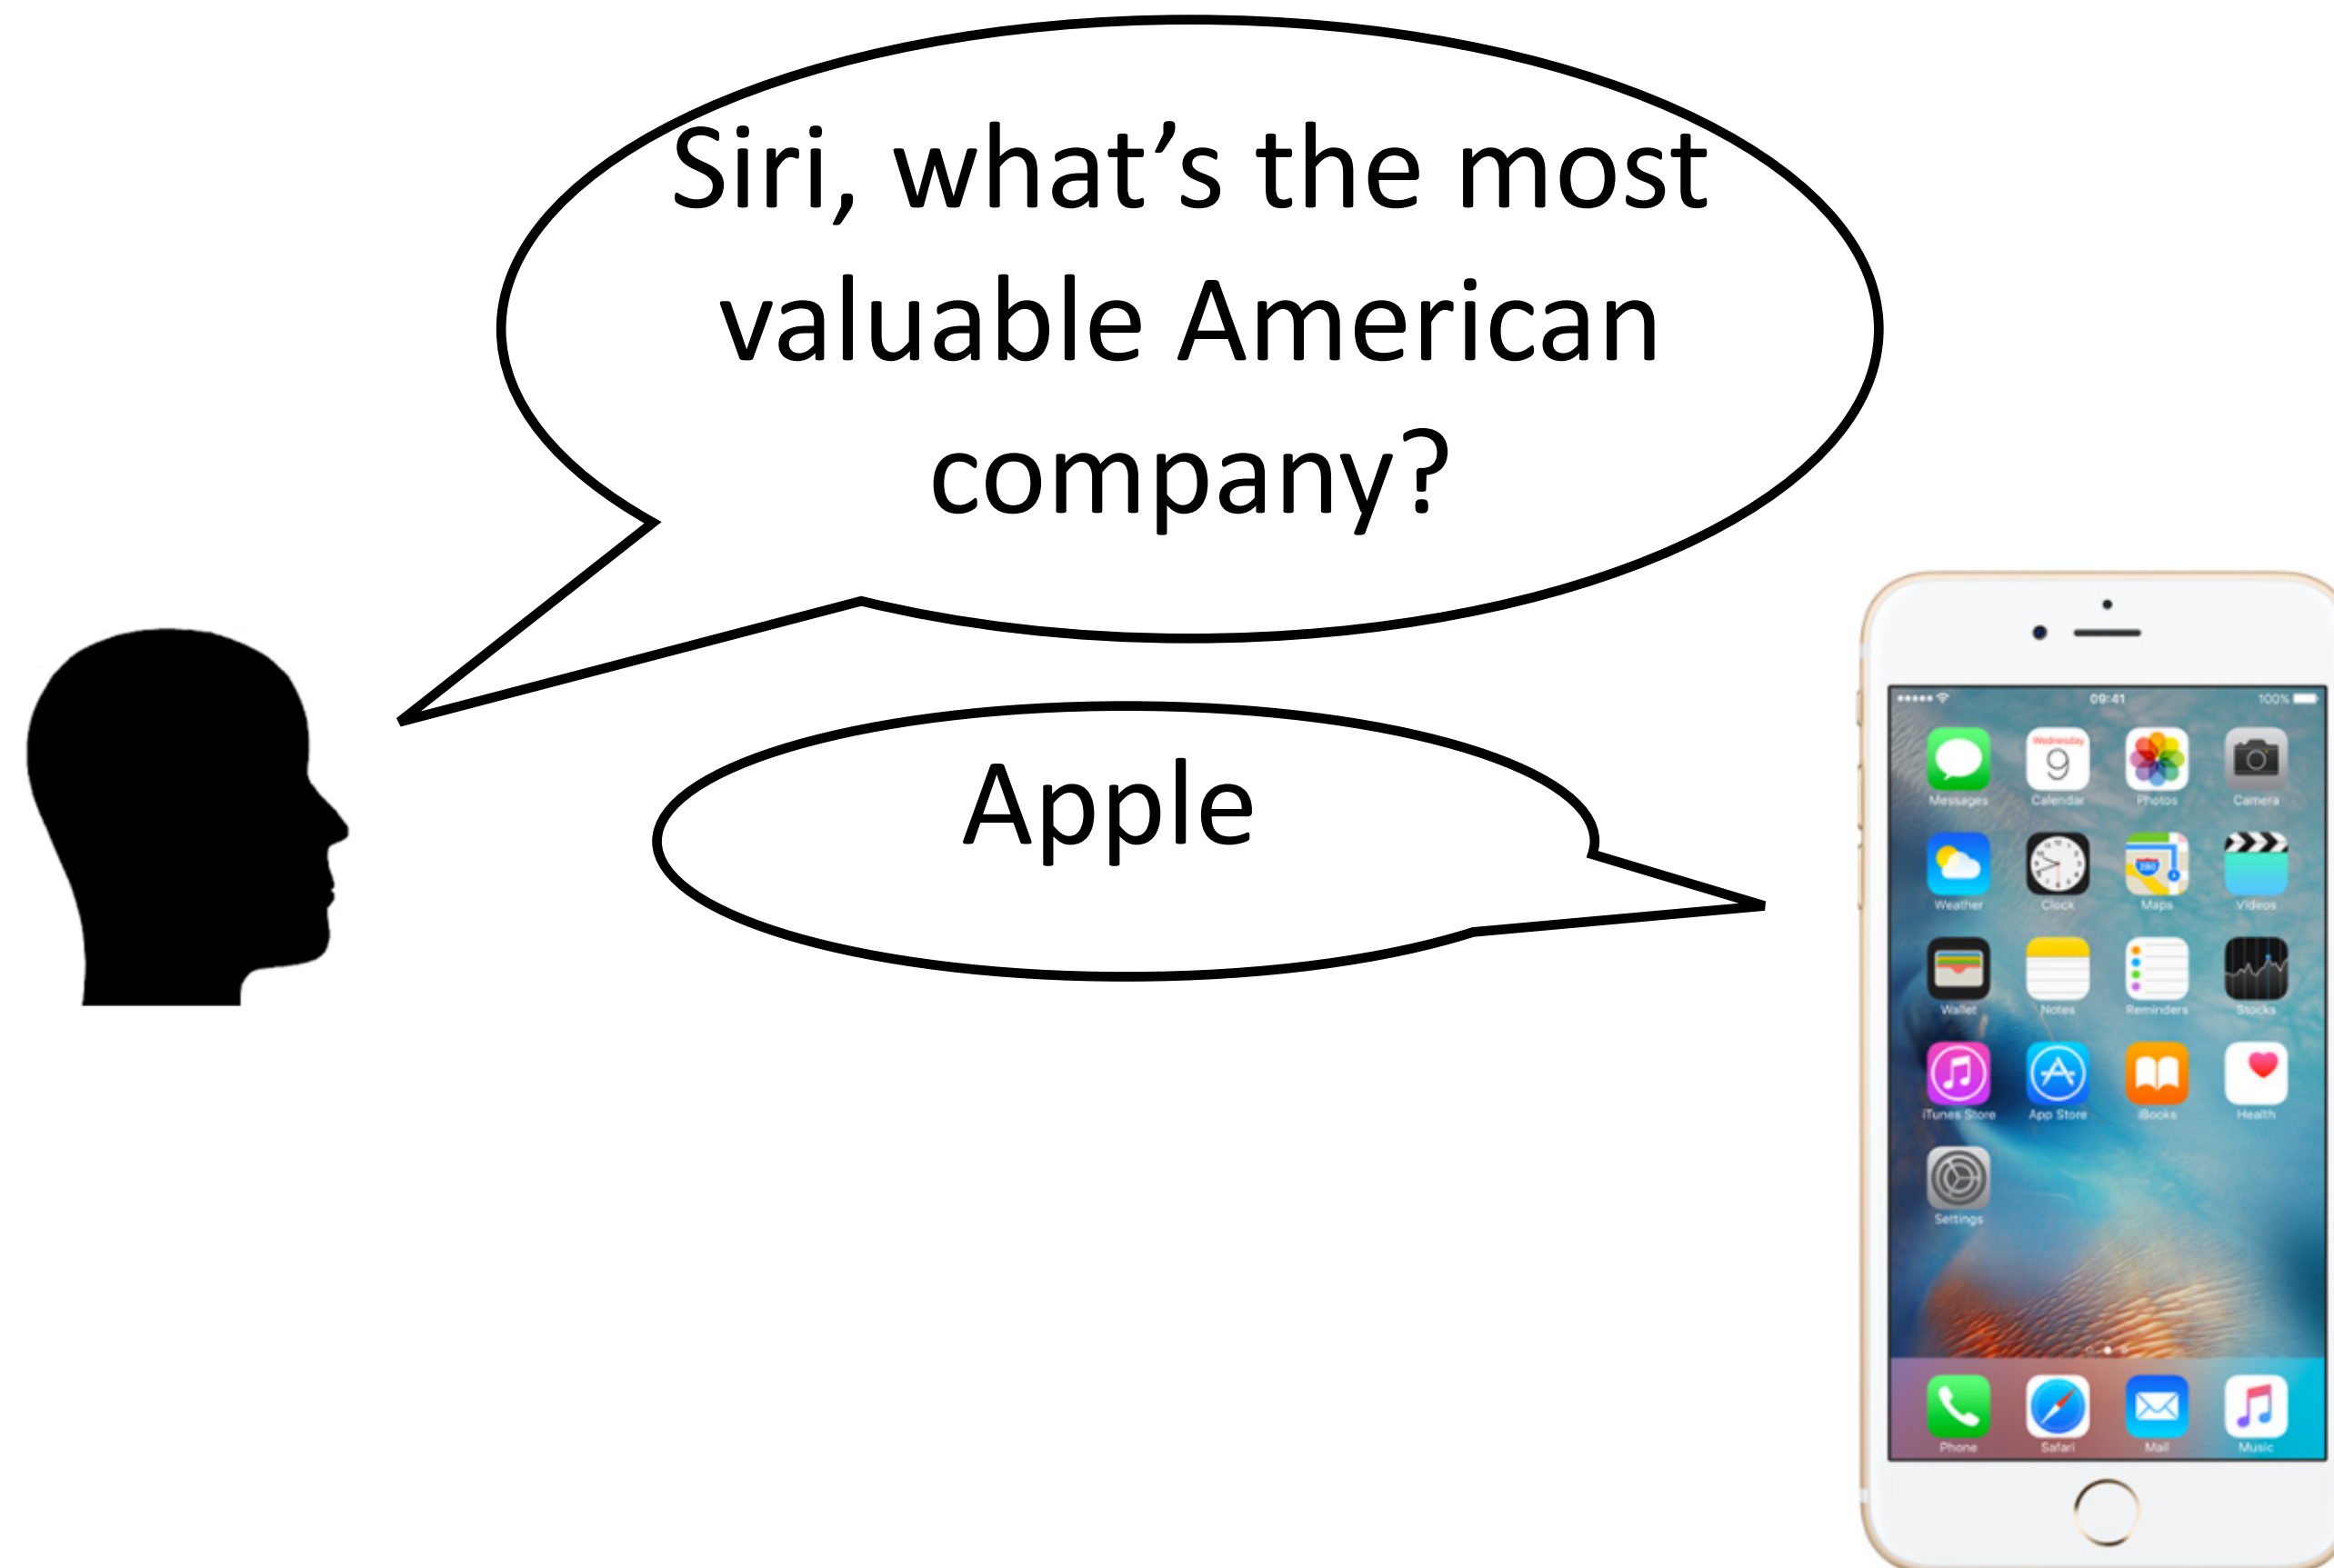 Siri, what’s the most
valuable American
company?
Apple
09:41 100%
Wednesday
9
Messages Calendar Photos Camera
280
Weather Clock Maps Videos
Wallet Notes Reminders Stocks
iTunes Store App Store iBooks Health
Settings
Phone Safari Mail Music